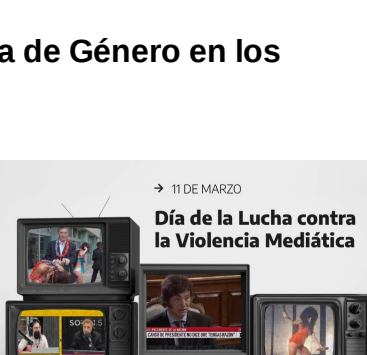 a de Género en los
→ 11 DE MARZO
Día de la Lucha contra
la Violencia Mediática